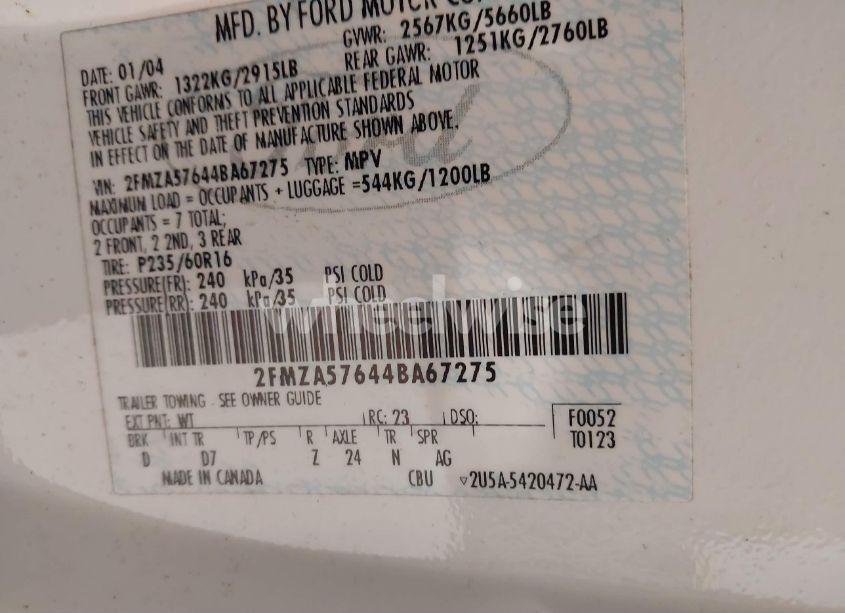 MFD. BY FORD MOTOR CO
DATE: 01/04 GVWR: 2567KG/5660LB
FRONT GAWR: 1322KG/2915LB REAR GAWR: 1251KG/2760LB
THIS VEHICLE CONFORMS TO ALL APPLICABLE FEDERAL MOTOR
VEHICLE SAFETY AND THEFT PREVENTION STANDARDS
IN EFFECT ON THE DATE OF MANUFACTURE SHOWN ABOVE.
VIN: 2FMZA57644BA67275 TYPE: MPV
MAXIMUM LOAD = OCCUPANTS + LUGGAGE =544KG/1200LB
OCCUPANTS = 7 TOTAL;
2 FRONT, 2 2ND, 3 REAR
TIRE: P235/60R16
PRESSURE(FR): 240 kPa/35 PSI COLD
PRESSURE(RR): 240 kPa/35 PSI COLD
wheelwise
2FMZA57644BA67275
TRAILER TOWING - SEE OWNER GUIDE
EXT PNT: WT RC: 23 DSO: F0052
BRK INT TR TP/PS R AXLE TR SPR T0123
D D7 Z 24 N AG
MADE IN CANADA CBU ▽2U5A-5420472-AA